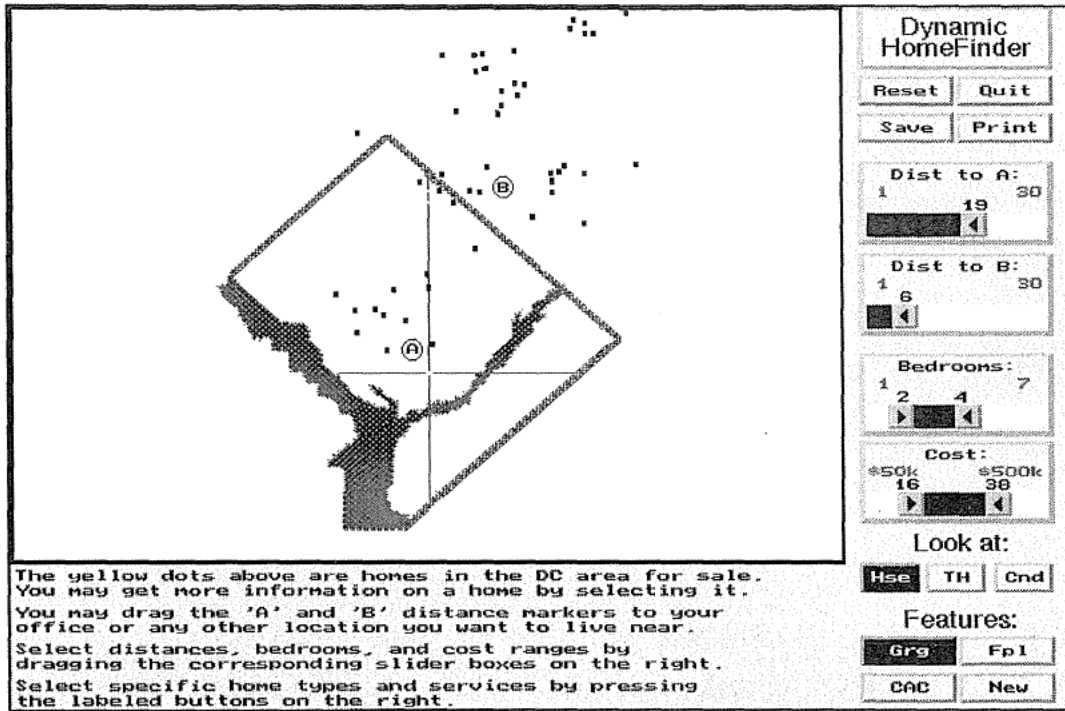 Dynamic
HomeFinder
Reset Quit
Save Print
Dist to A:
1 30
19
Dist to B:
1 30
6
Bedrooms:
1 7
2 4
Cost:
$50k $500k
16 38
Look at:
Hse TH Cnd
Features:
Grg Fpl
CAC New
B
A
The yellow dots above are homes in the DC area for sale.
You may get more information on a home by selecting it.
You may drag the 'A' and 'B' distance markers to your
office or any other location you want to live near.
Select distances, bedrooms, and cost ranges by
dragging the corresponding slider boxes on the right.
Select specific home types and services by pressing
the labeled buttons on the right.